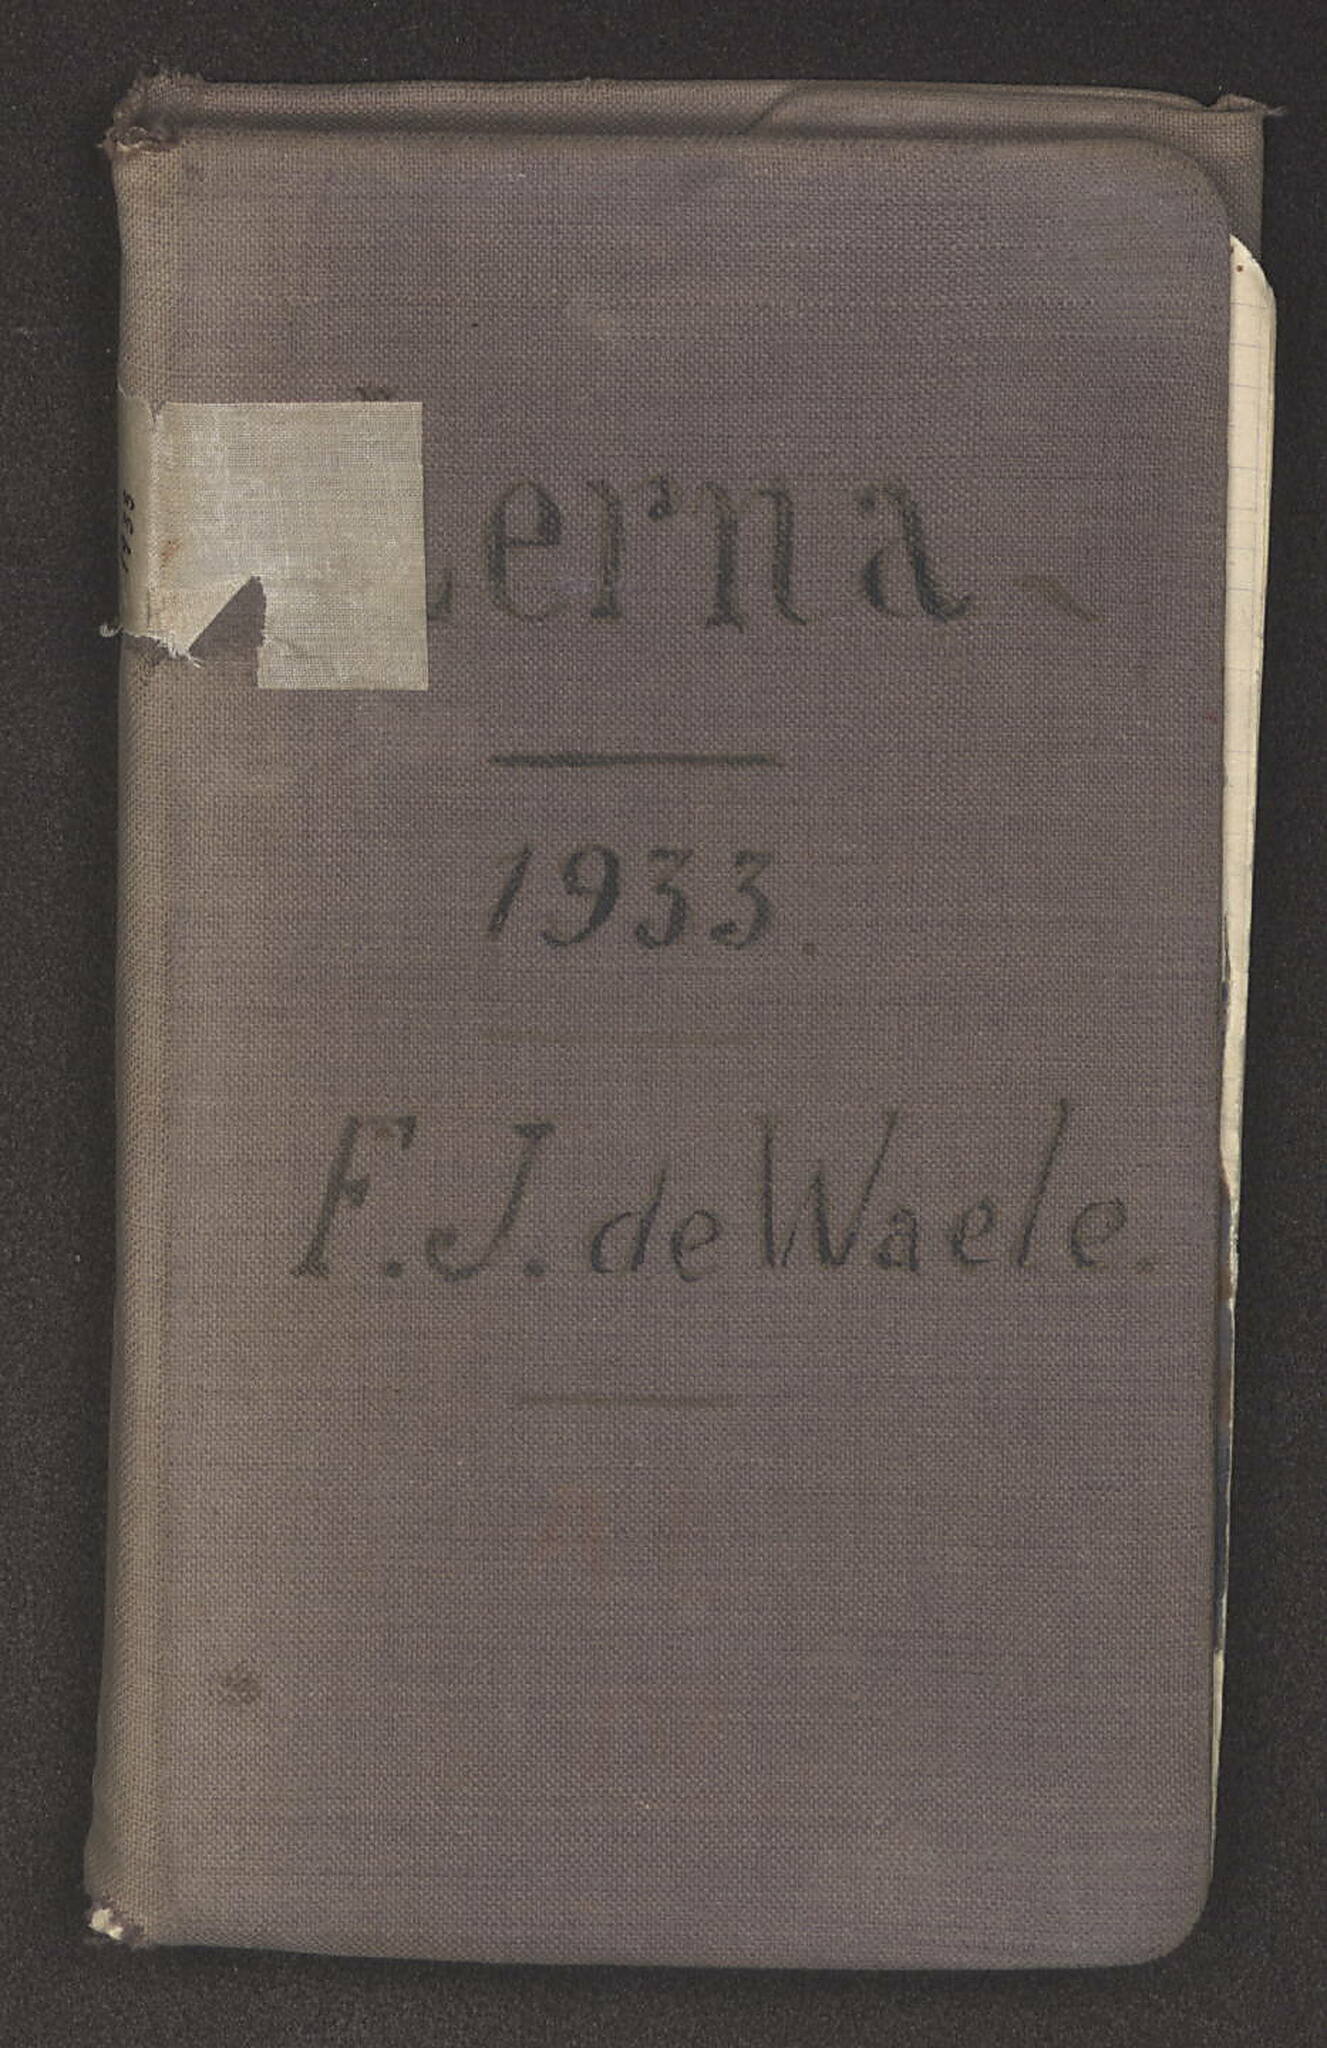 Lerna
1933.
F.J. de Waele.